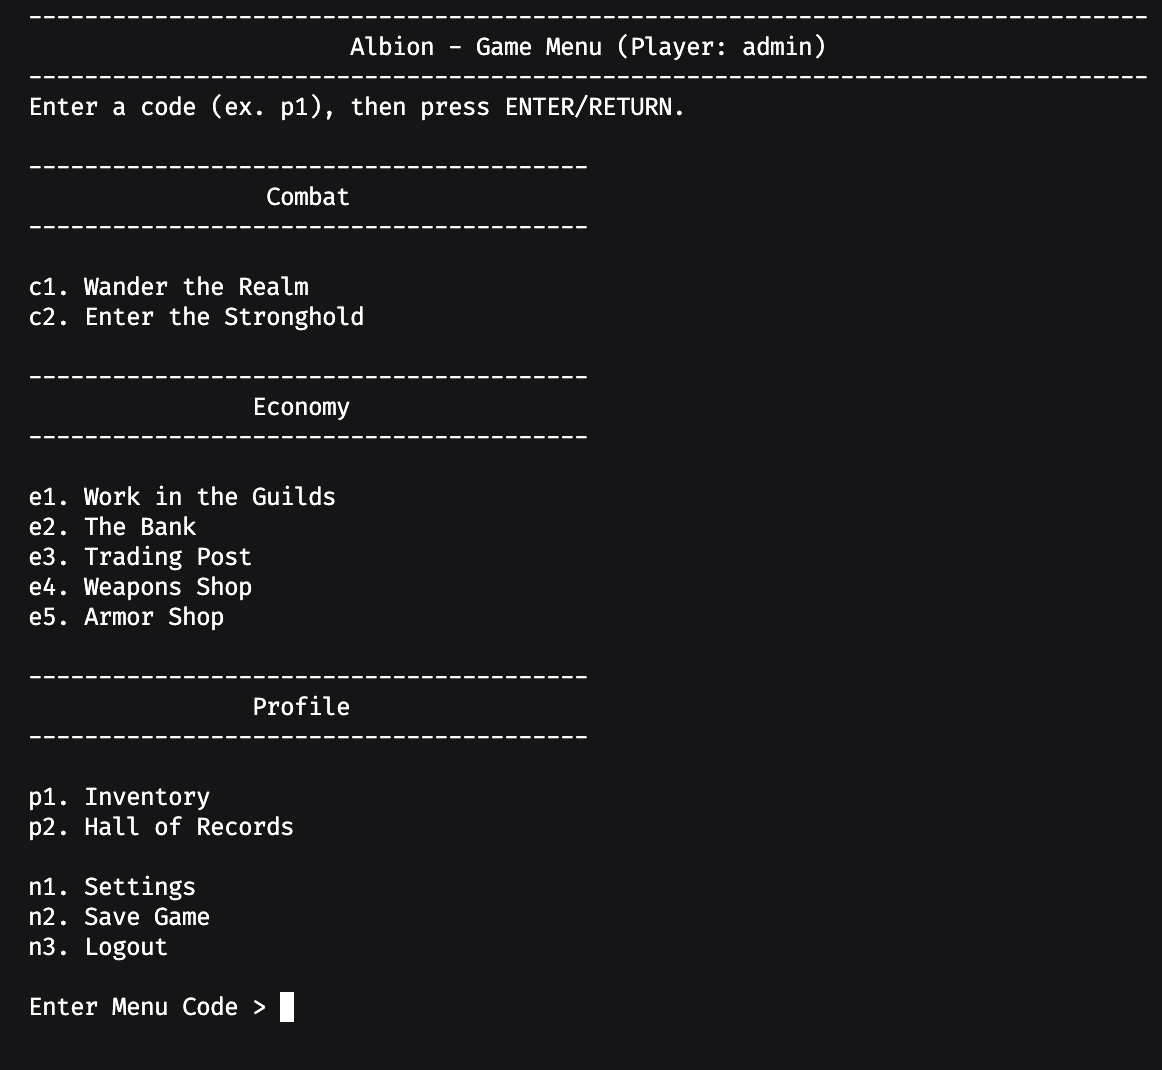 --------------------------------------------------------------------------------
Albion - Game Menu (Player: admin)
--------------------------------------------------------------------------------
Enter a code (ex. p1), then press ENTER/RETURN.
----------------------------------------
Combat
----------------------------------------
c1. Wander the Realm
c2. Enter the Stronghold
----------------------------------------
Economy
----------------------------------------
e1. Work in the Guilds
e2. The Bank
e3. Trading Post
e4. Weapons Shop
e5. Armor Shop
----------------------------------------
Profile
----------------------------------------
p1. Inventory
p2. Hall of Records
n1. Settings
n2. Save Game
n3. Logout
Enter Menu Code >